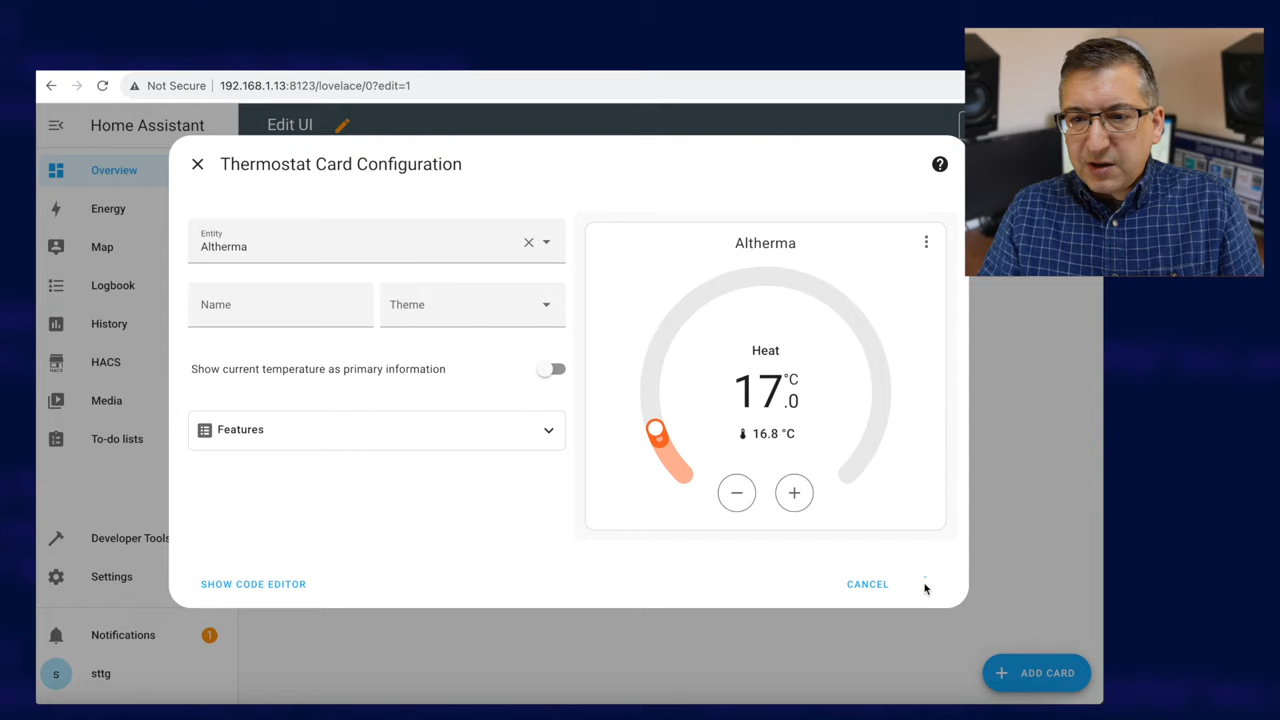 Not Secure
192.168.1.13:8123/lovelace/0?edit=1
Home Assistant
Edit UI
Overview
Energy
Map
Logbook
History
HACS
HACS
Media
To-do lists
Developer Tools
Settings
Notifications
1
s
sttg
Thermostat Card Configuration
?
Entity
Altherma
Name
Theme
Show current temperature as primary information
Features
Altherma
Heat
17.0 °C
16.8 °C
SHOW CODE EDITOR
CANCEL
ADD CARD